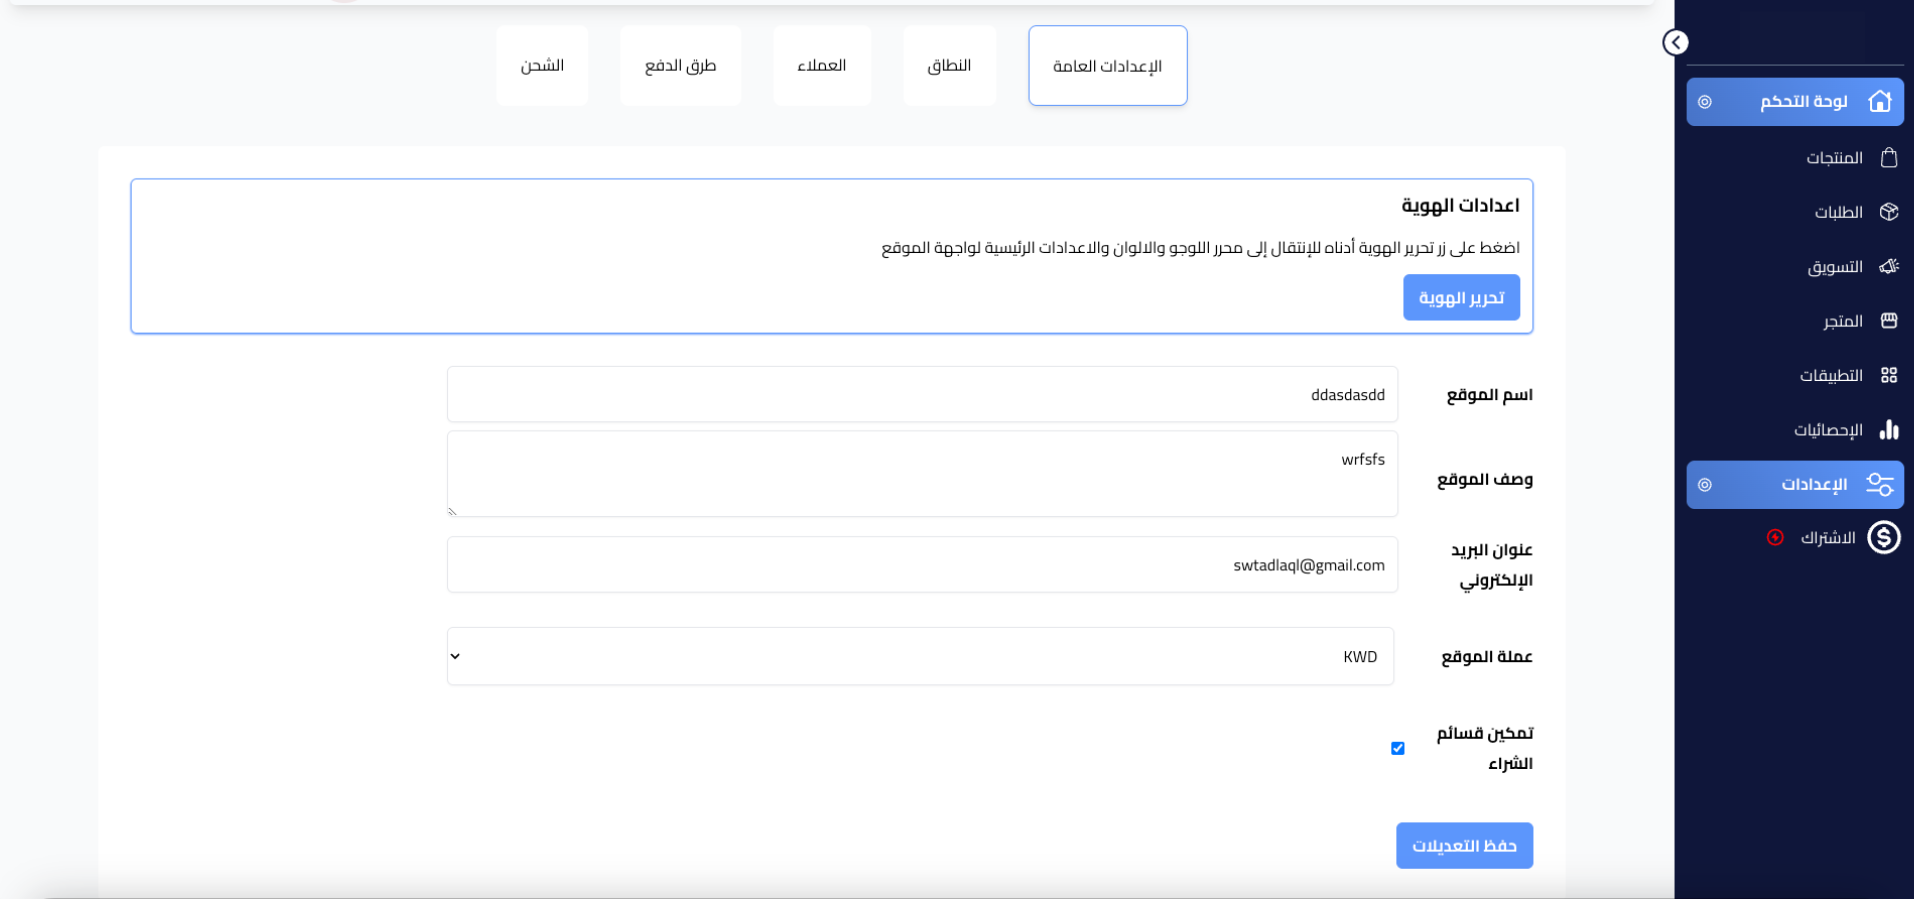 الإعدادات العامة
النطاق
العملاء
طرق الدفع
الشحن
لوحة التحكم
المنتجات
الطلبات
التسويق
المتجر
التطبيقات
الإحصائيات
الإعدادات
الاشتراك
اعدادات الهوية
اضغط على زر تحرير الهوية أدناه للإنتقال إلى محرر اللوجو والالوان والاعدادات الرئيسية لواجهة الموقع
تحرير الهوية
اسم الموقع
ddasdasdd
وصف الموقع
wrfsfs
عنوان البريد
الإلكتروني
swtadlaql@gmail.com
عملة الموقع
KWD
تمكين قسائم
الشراء
حفظ التعديلات